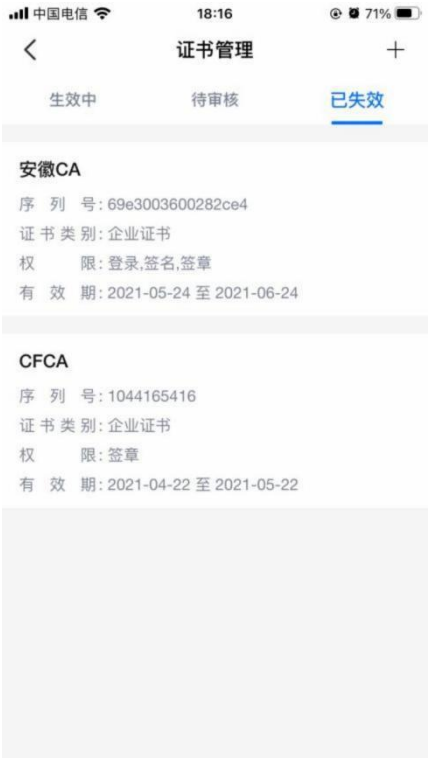 中国电信 18:16 71%
证书管理
生效中 待审核 已失效
安徽CA
序列号: 69e3003600282ce4
证书类别: 企业证书
权限: 登录,签名,签章
有效期: 2021-05-24 至 2021-06-24
CFCA
序列号: 1044165416
证书类别: 企业证书
权限: 签章
有效期: 2021-04-22 至 2021-05-22